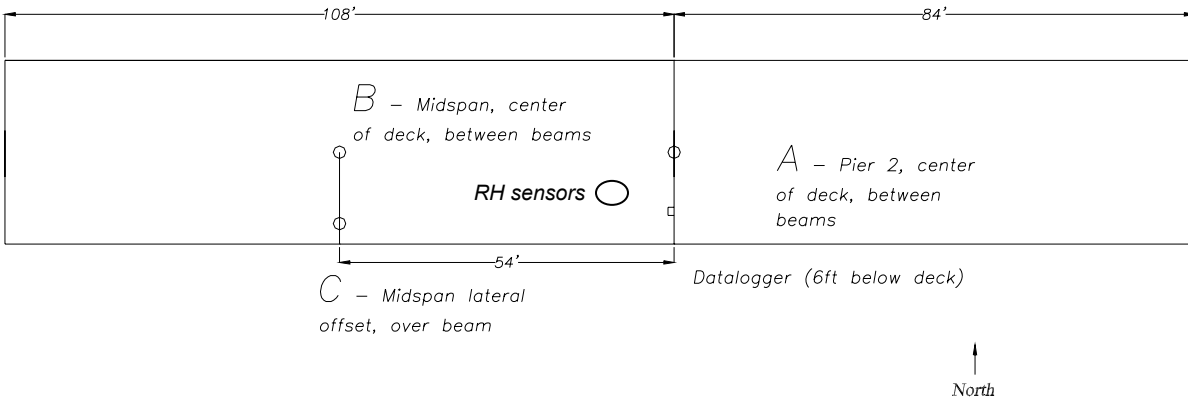 108'
84'
B – Midspan, center
of deck, between beams
A – Pier 2, center
of deck, between
beams
RH sensors
54'
Datalogger (6ft below deck)
C – Midspan lateral
offset, over beam
North